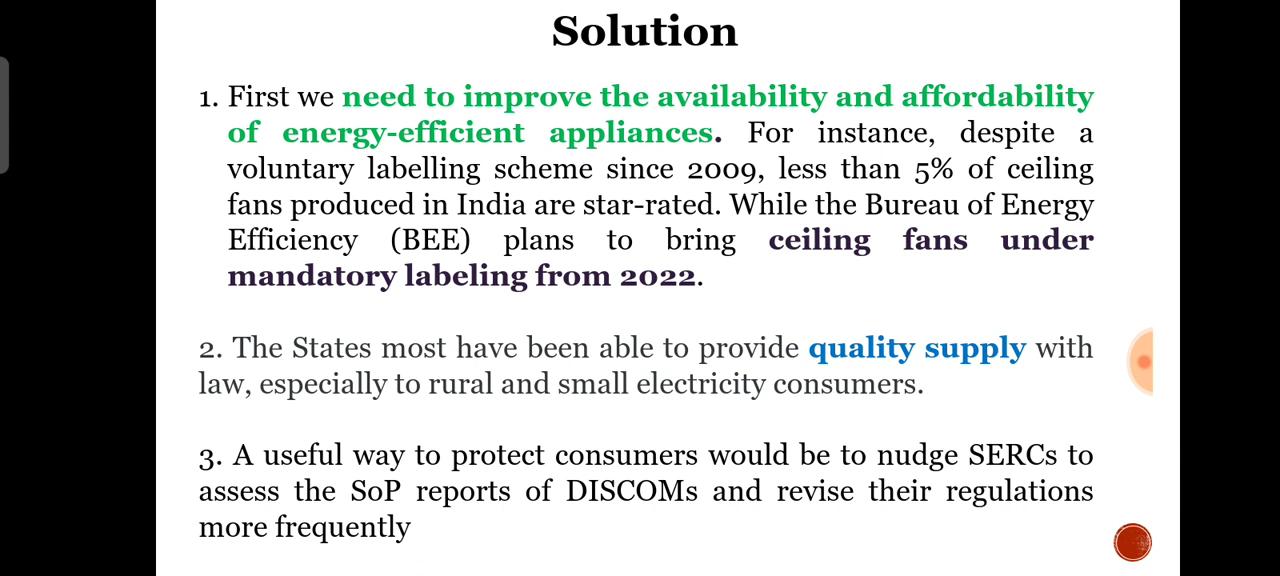 Solution
1. First we need to improve the availability and affordability
of energy-efficient appliances. For instance, despite a
voluntary labelling scheme since 2009, less than 5% of ceiling
fans produced in India are star-rated. While the Bureau of Energy
Efficiency (BEE) plans to bring ceiling fans under
mandatory labeling from 2022.
2. The States most have been able to provide quality supply with
law, especially to rural and small electricity consumers.
3. A useful way to protect consumers would be to nudge SERCs to
assess the SoP reports of DISCOMs and revise their regulations
more frequently